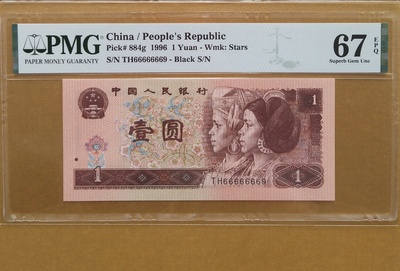 PMG
PAPER MONEY GUARANTY
China / People's Republic
Pick# 884g 1996 1 Yuan - Wmk: Stars
S/N TH66666669 - Black S/N
67 EPQ
Superb Gem Unc
中国人民银行
1
壹圆
TH66666669
1
1